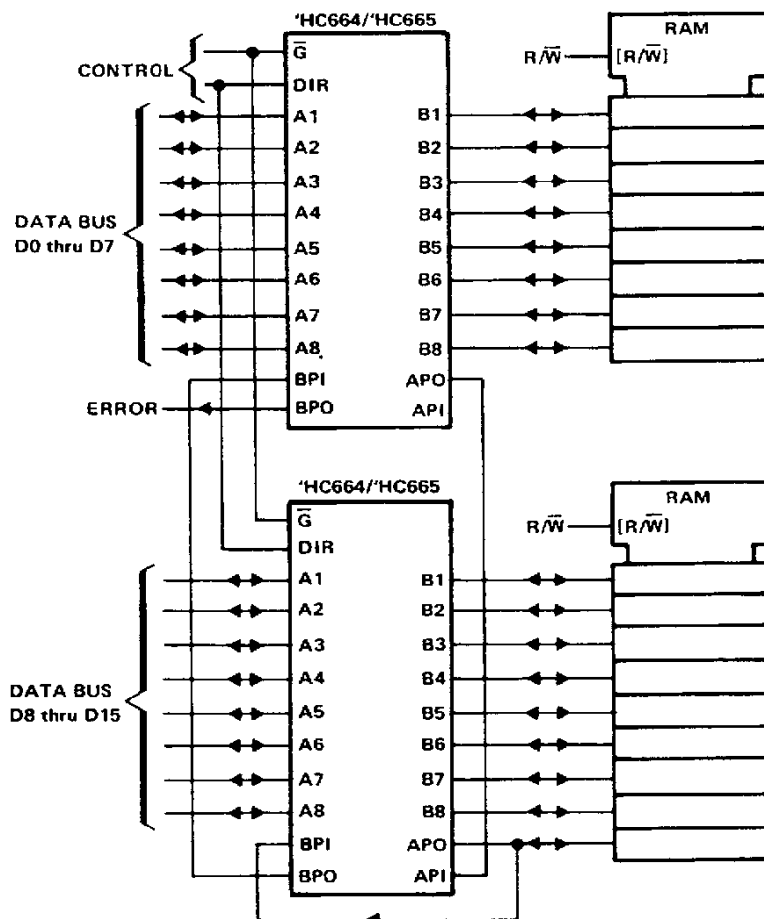 'HC664/'HC665
RAM
CONTROL
G̅
R/W̅
[R/W̅]
DIR
A1
B1
A2
B2
A3
B3
DATA BUS
D0 thru D7
A4
B4
A5
B5
A6
B6
A7
B7
A8
B8
BPI
APO
ERROR
BPO
API
'HC664/'HC665
RAM
G̅
R/W̅
[R/W̅]
DIR
A1
B1
A2
B2
A3
B3
DATA BUS
D8 thru D15
A4
B4
A5
B5
A6
B6
A7
B7
A8
B8
BPI
APO
BPO
API